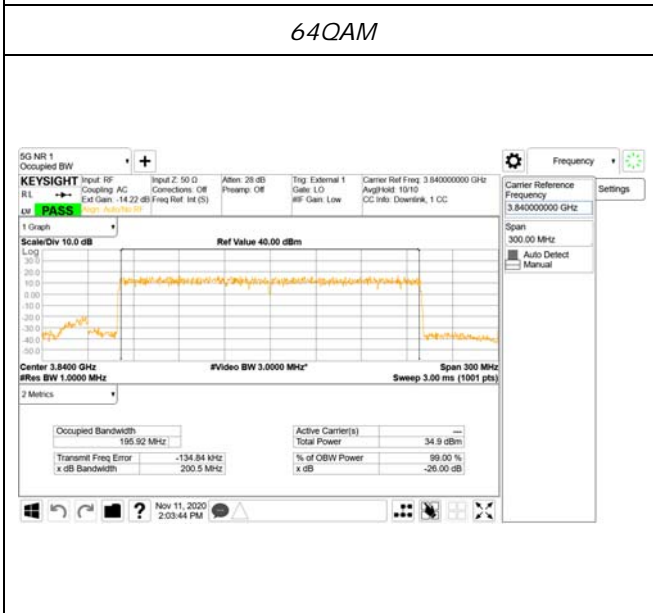 64QAM
5G NR 1
Occupied BW
Frequency
KEYSIGHT
Input: RF
Coupling: AC
Ext Gain: -14.22 dB
Align: Auto/No RF
Input Z: 50 Ω
Corrections: Off
Freq Ref: Int (S)
Atten: 28 dB
Preamp: Off
Trig: External 1
Gate: LO
#IF Gain: Low
Carrier Ref Freq: 3.840000000 GHz
Avg|Hold: 10/10
CC Info: Downlink, 1 CC
RL
LW PASS
Carrier Reference
Frequency
3.840000000 GHz
Settings
Span
300.00 MHz
Auto Detect
Manual
1 Graph
Scale/Div 10.0 dB
Ref Value 40.00 dBm
Log
30.0
20.0
10.0
0.00
-10.0
-20.0
-30.0
-40.0
-50.0
Center 3.8400 GHz
#Video BW 3.0000 MHz*
Span 300 MHz
#Res BW 1.0000 MHz
Sweep 3.00 ms (1001 pts)
2 Metrics
Occupied Bandwidth
195.92 MHz
Active Carrier(s) ---
Total Power 34.9 dBm
Transmit Freq Error -134.84 kHz
% of OBW Power 99.00 %
x dB Bandwidth 200.5 MHz
x dB -26.00 dB
Nov 11, 2020
2:03:44 PM